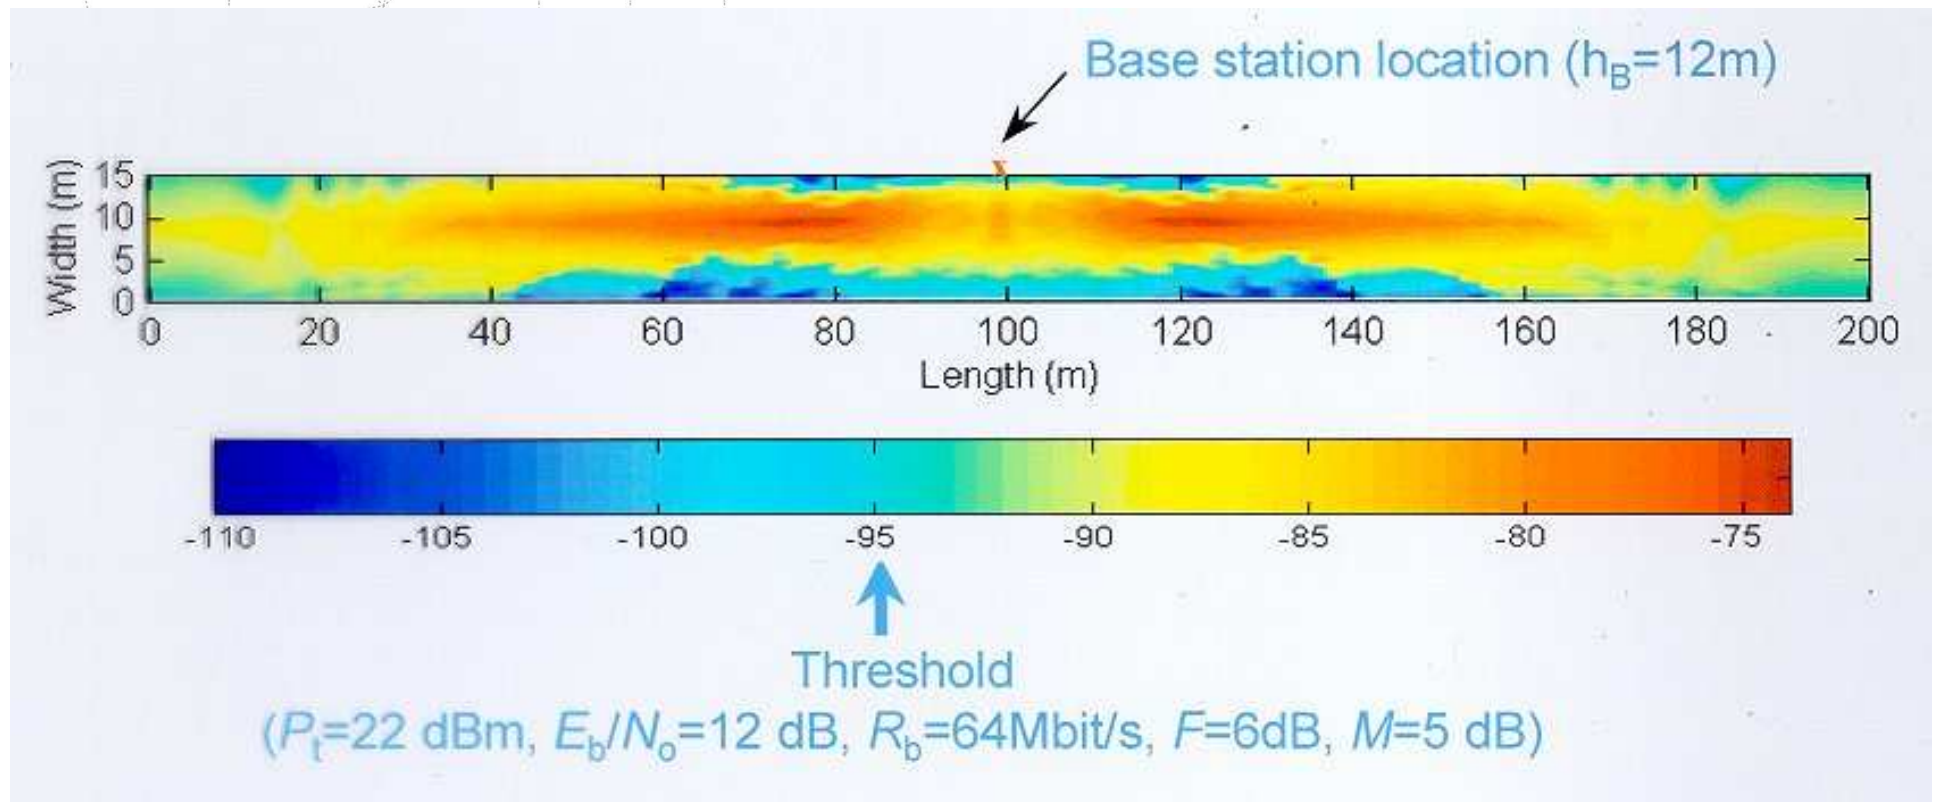 Base station location (hB=12m)
Width (m)
15
10
5
0
0 20 40 60 80 100 120 140 160 180 200
Length (m)
-110 -105 -100 -95 -90 -85 -80 -75
Threshold
(Pt=22 dBm, Eb/No=12 dB, Rb=64Mbit/s, F=6dB, M=5 dB)